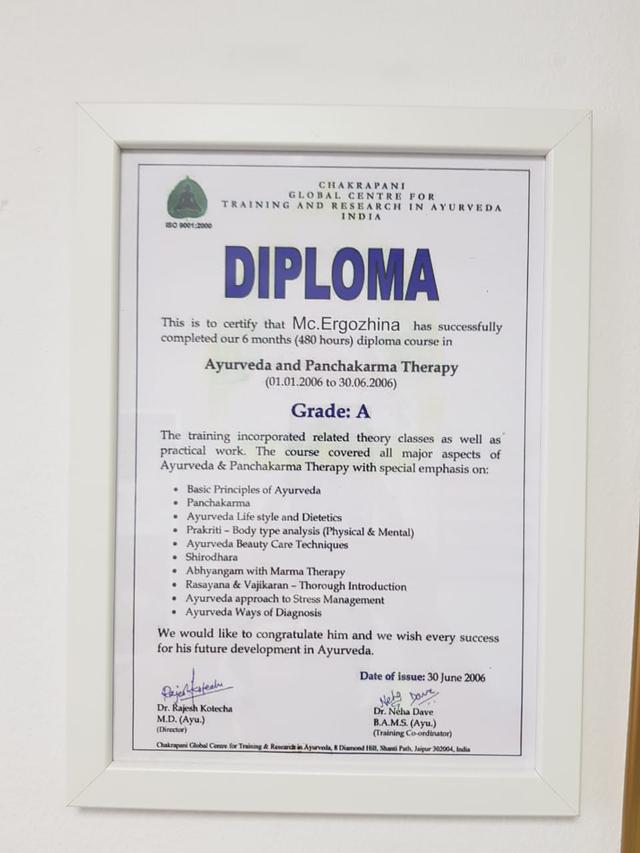 CHAKRAPANI
GLOBAL CENTRE FOR
TRAINING AND RESEARCH IN AYURVEDA
INDIA
ISO 9001:2000
DIPLOMA
This is to certify that Mc.Ergozhina has successfully
completed our 6 months (480 hours) diploma course in
Ayurveda and Panchakarma Therapy
(01.01.2006 to 30.06.2006)
Grade: A
The training incorporated related theory classes as well as
practical work. The course covered all major aspects of
Ayurveda & Panchakarma Therapy with special emphasis on:
• Basic Principles of Ayurveda
• Panchakarma
• Ayurveda Life style and Dietetics
• Prakriti – Body type analysis (Physical & Mental)
• Ayurveda Beauty Care Techniques
• Shirodhara
• Abhyangam with Marma Therapy
• Rasayana & Vajikaran – Thorough Introduction
• Ayurveda approach to Stress Management
• Ayurveda Ways of Diagnosis
We would like to congratulate him and we wish every success
for his future development in Ayurveda.
Date of issue: 30 June 2006
Rajesh Kotecha
Dr. Rajesh Kotecha
M.D. (Ayu.)
(Director)
Neha Dave
Dr. Neha Dave
B.A.M.S. (Ayu.)
(Training Co-ordinator)
Chakrapani Global Centre for Training & Research in Ayurveda, 8 Diamond Hill, Shanti Path, Jaipur 302004, India